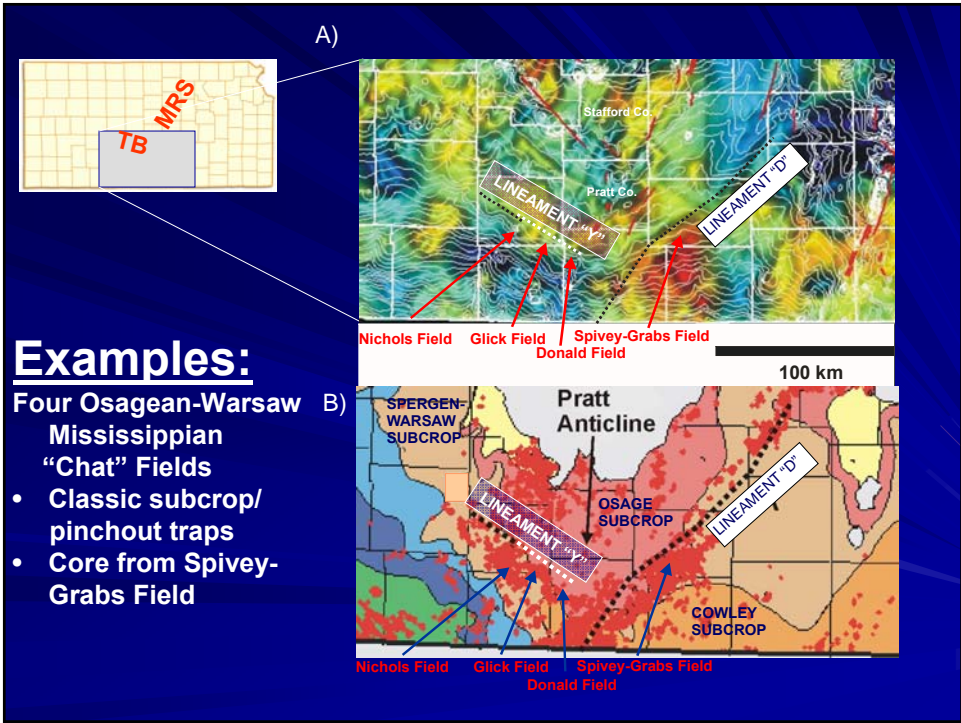 A)
MRS
TB
Stafford Co.
Pratt Co.
LINEAMENT “Y”
LINEAMENT “D”
Nichols Field
Glick Field
Donald Field
Spivey-Grabs Field
100 km
Examples:
Four Osagean-Warsaw
Mississippian
“Chat” Fields
• Classic subcrop/
pinchout traps
• Core from Spivey-
Grabs Field
B)
SPERGEN-
WARSAW
SUBCROP
Pratt
Anticline
OSAGE
SUBCROP
LINEAMENT “Y”
LINEAMENT “D”
COWLEY
SUBCROP
Nichols Field
Glick Field
Donald Field
Spivey-Grabs Field